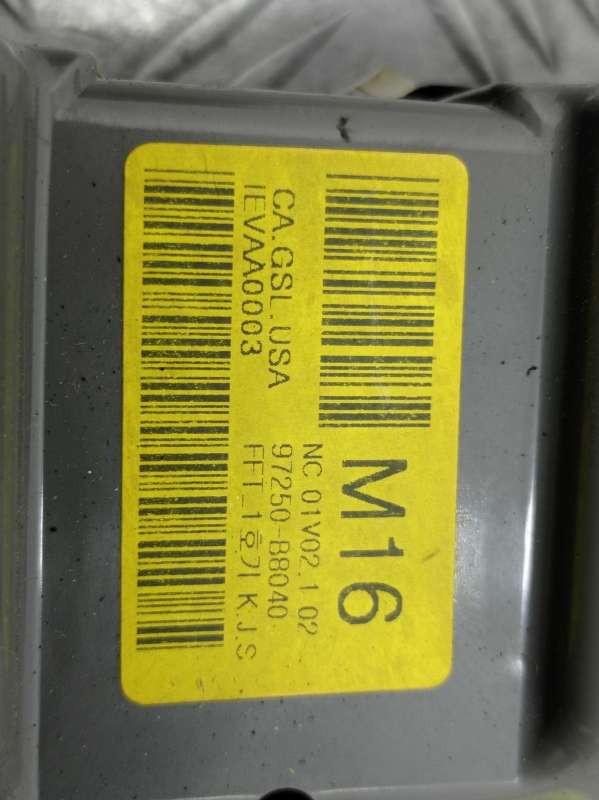 M16
NC 01V02.1.02
CA.GSL.USA 97250-B8040
IEVAA0003 FFT_1호기 K.J.S